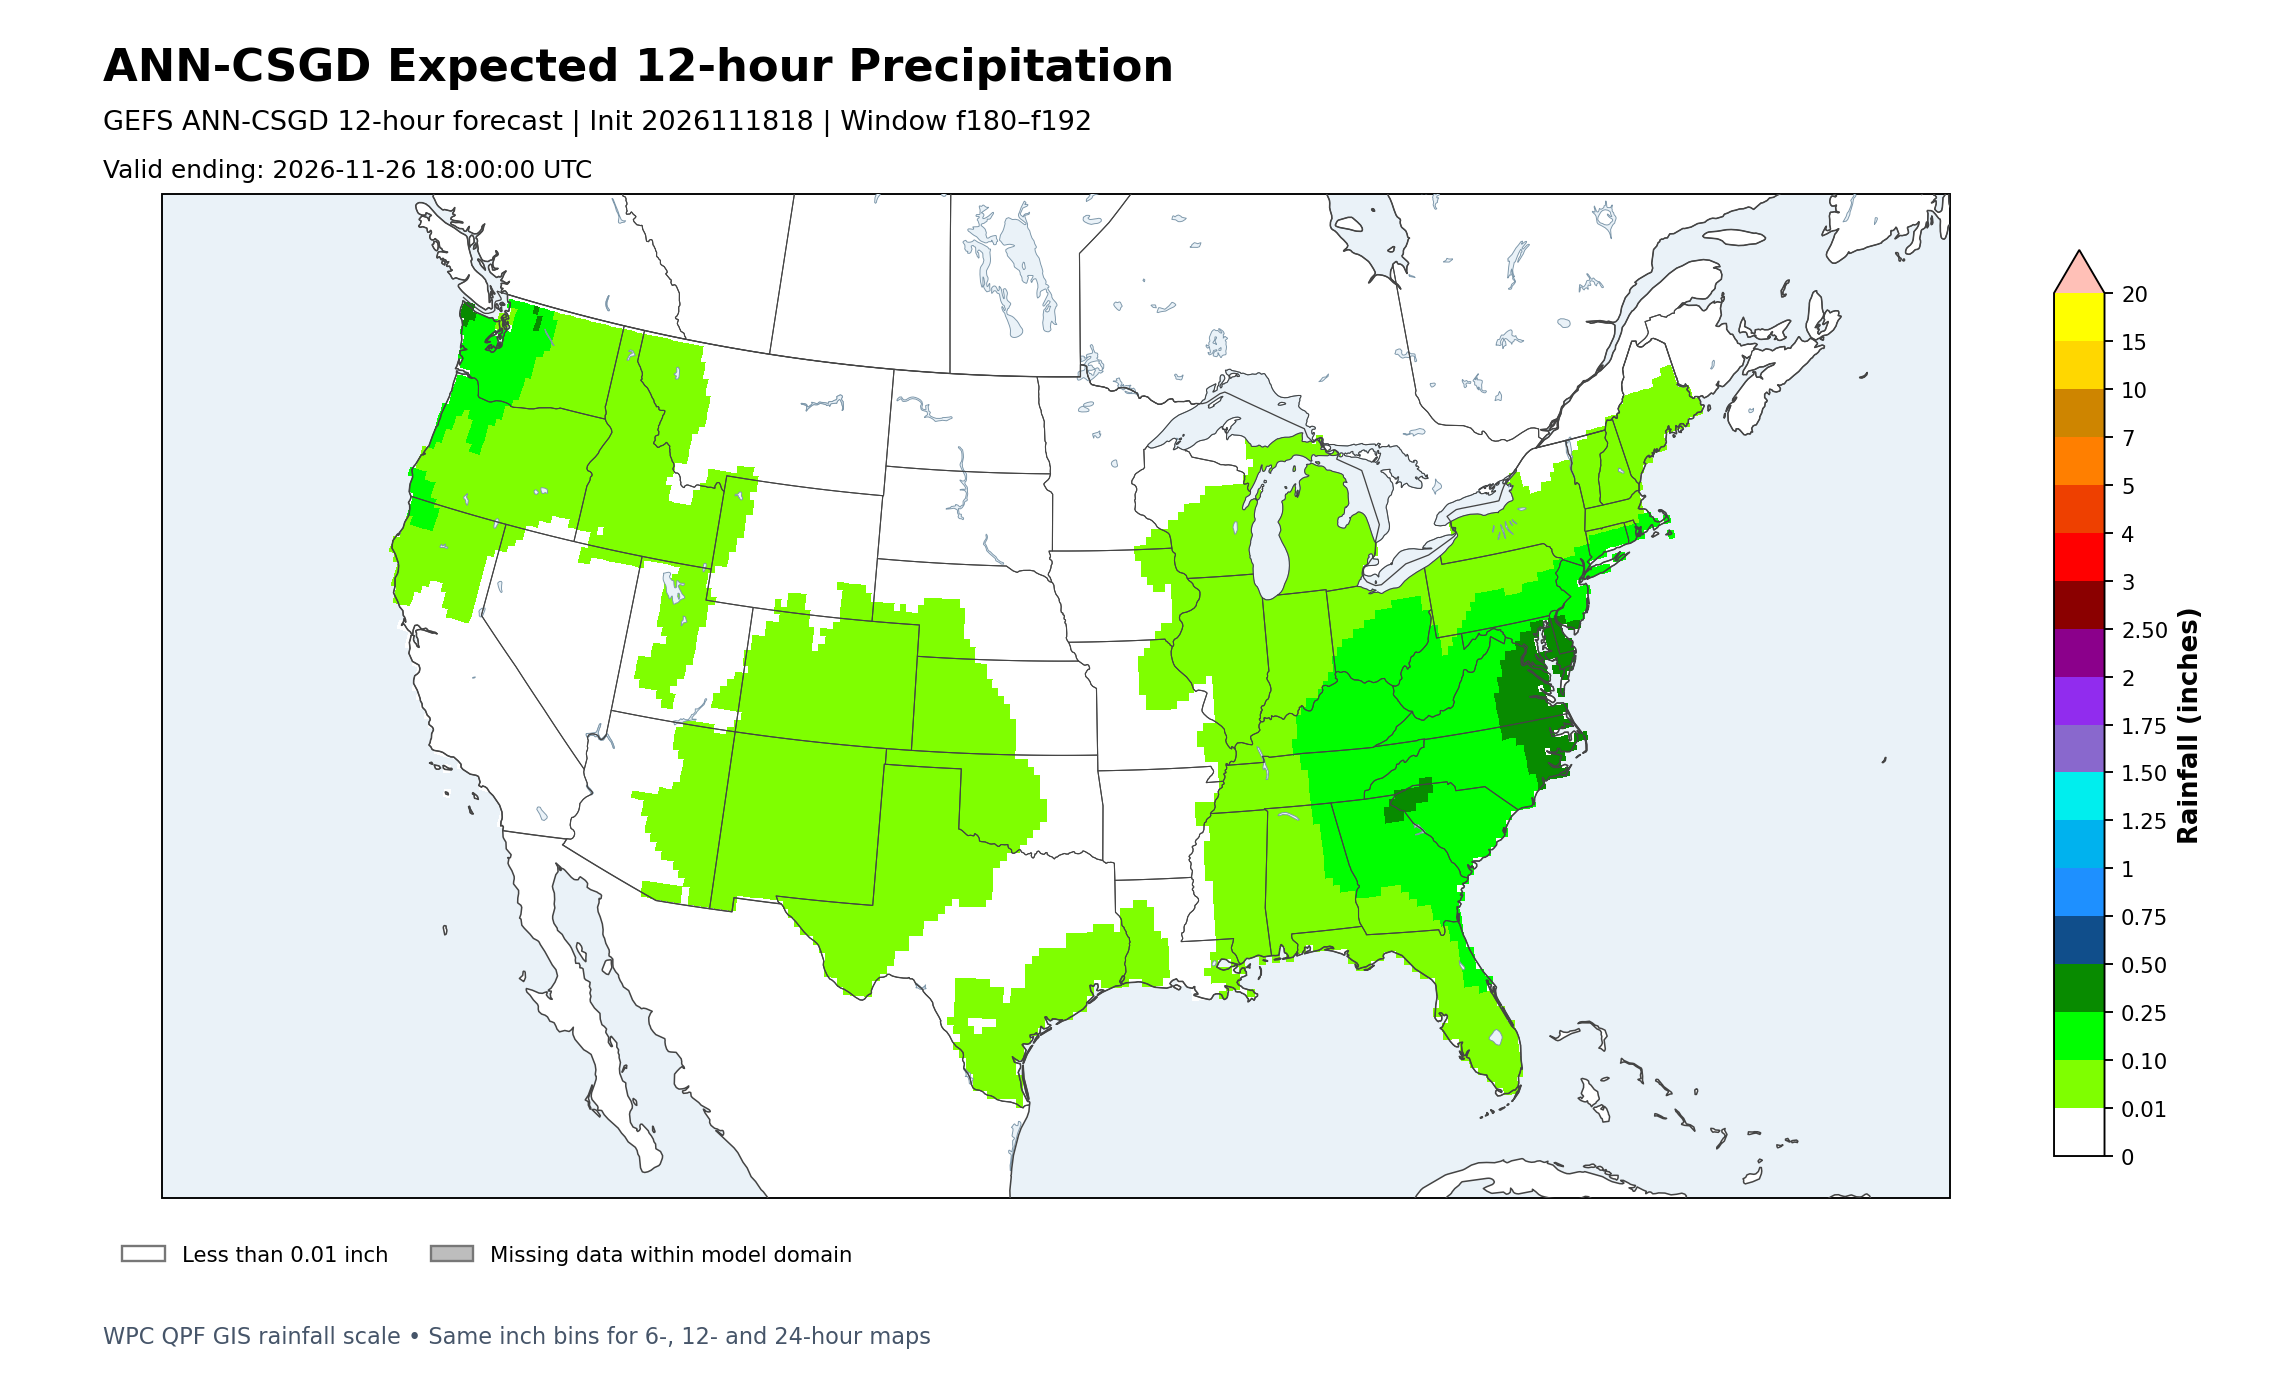 ANN-CSGD Expected 12-hour Precipitation
GEFS ANN-CSGD 12-hour forecast | Init 2026111818 | Window f180–f192
Valid ending: 2026-11-26 18:00:00 UTC
20
15
10
7
5
4
3
2.50
2
1.75
1.50
1.25
1
0.75
0.50
0.25
0.10
0.01
0
Rainfall (inches)
Less than 0.01 inch
Missing data within model domain
WPC QPF GIS rainfall scale • Same inch bins for 6-, 12- and 24-hour maps